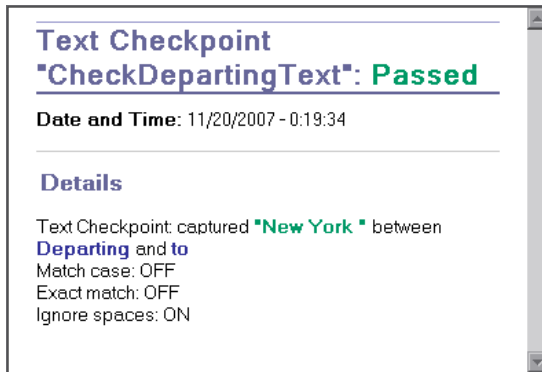 Text Checkpoint
"CheckDepartingText": Passed
Date and Time: 11/20/2007 - 0:19:34
Details
Text Checkpoint: captured "New York " between
Departing and to
Match case: OFF
Exact match: OFF
Ignore spaces: ON